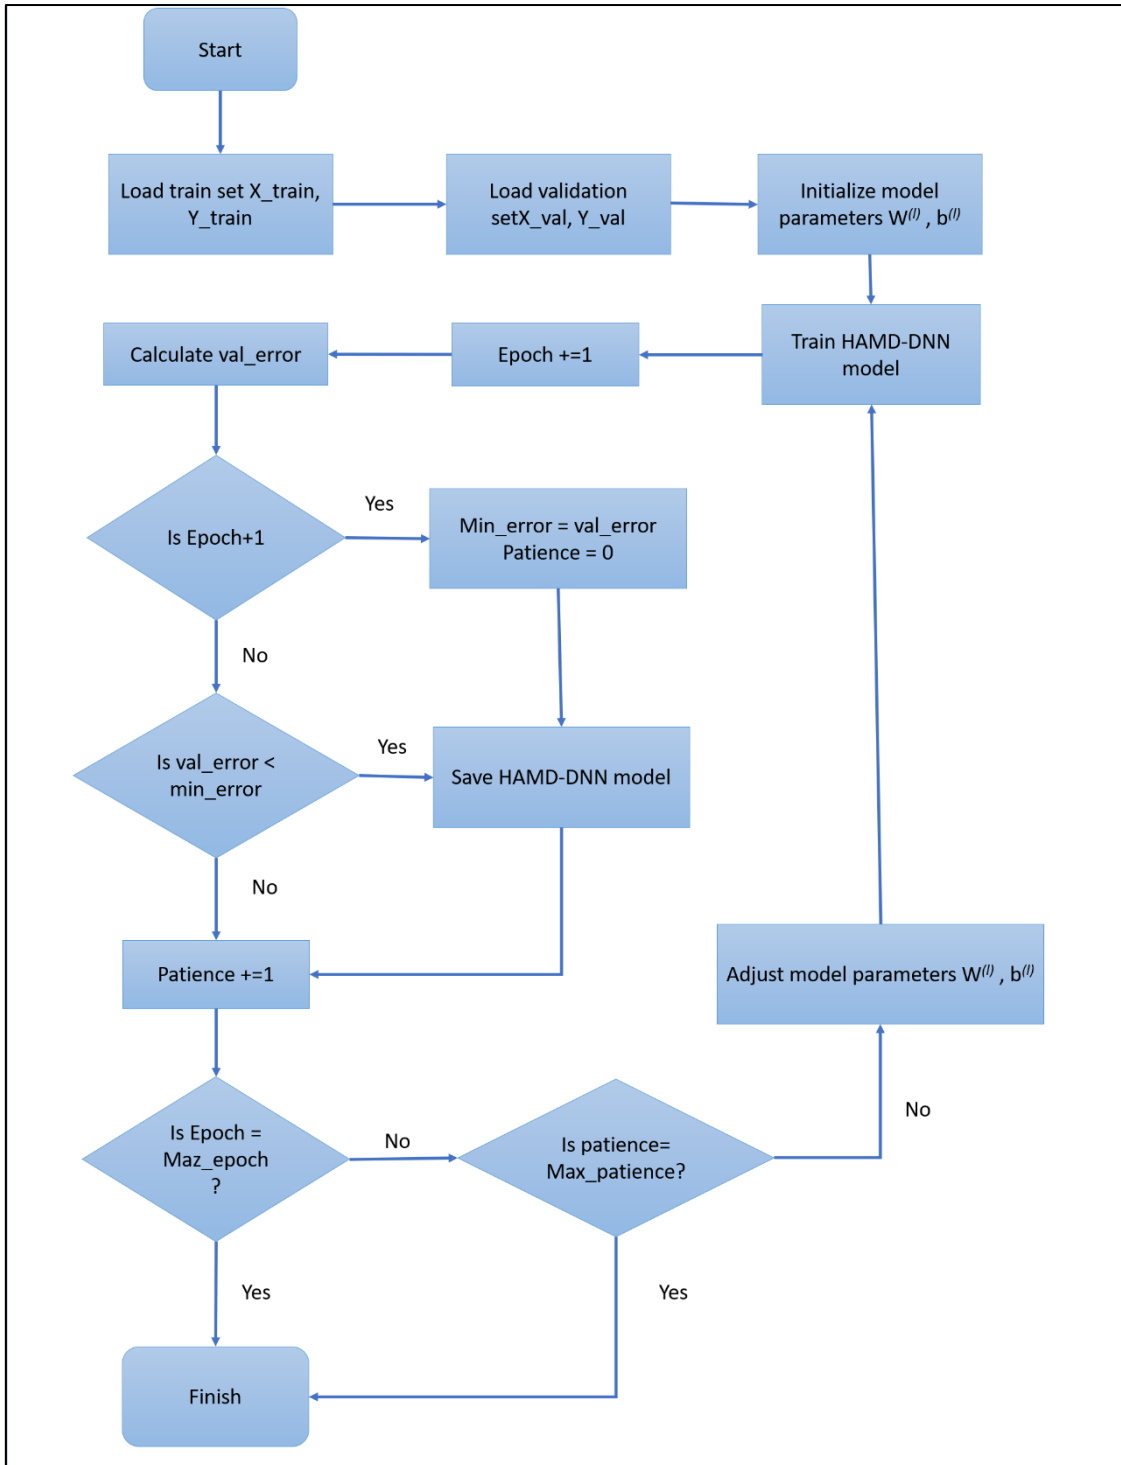 Start
Load train set X_train,
Y_train
Load validation
setX_val, Y_val
Initialize model
parameters W⁽ˡ⁾ , b⁽ˡ⁾
Train HAMD-DNN
model
Epoch +=1
Calculate val_error
Is Epoch+1
Yes
Min_error = val_error
Patience = 0
No
Is val_error <
min_error
Yes
Save HAMD-DNN model
No
Patience +=1
Adjust model parameters W⁽ˡ⁾ , b⁽ˡ⁾
Is Epoch =
Maz_epoch
?
No
Is patience=
Max_patience?
No
Yes
Yes
Finish